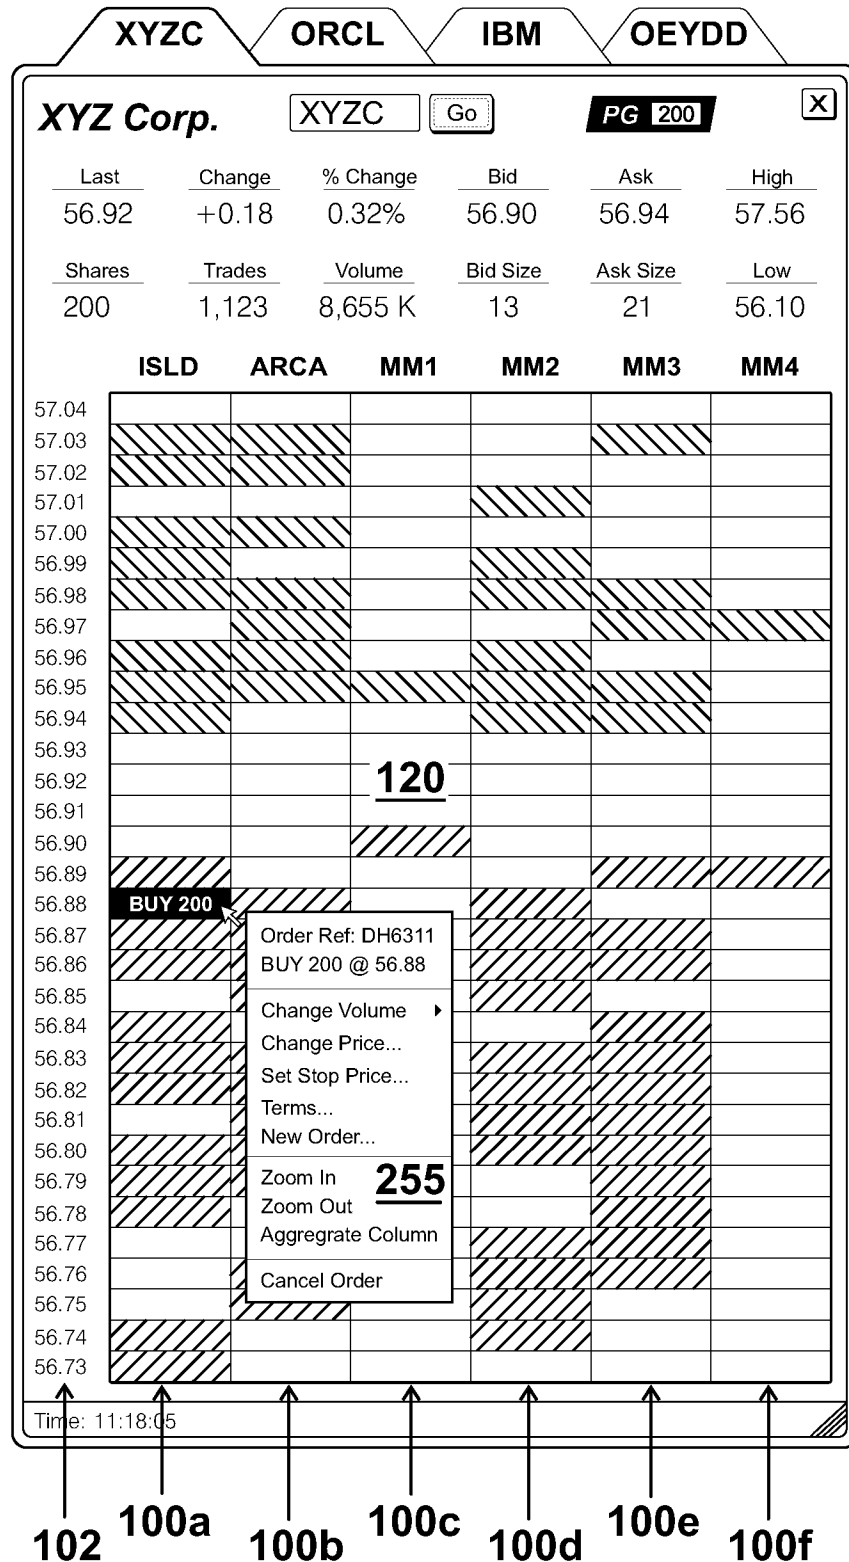 XYZC ORCL IBM OEYDD
XYZ Corp. XYZC Go PG 200 X
Last Change % Change Bid Ask High
56.92 +0.18 0.32% 56.90 56.94 57.56
Shares Trades Volume Bid Size Ask Size Low
200 1,123 8,655 K 13 21 56.10
ISLD ARCA MM1 MM2 MM3 MM4
57.04
57.03
57.02
57.01
57.00
56.99
56.98
56.97
56.96
56.95
56.94
56.93
56.92 120
56.91
56.90
56.89
56.88 BUY 200
56.87 Order Ref: DH6311
56.86 BUY 200 @ 56.88
56.85 Change Volume
56.84
56.83 Change Price...
56.82 Set Stop Price...
56.81 Terms...
56.80 New Order...
56.79 Zoom In 255
56.78 Zoom Out
56.77 Aggregrate Column
56.76 Cancel Order
56.75
56.74
56.73
Time: 11:18:05
102 100a 100b 100c 100d 100e 100f